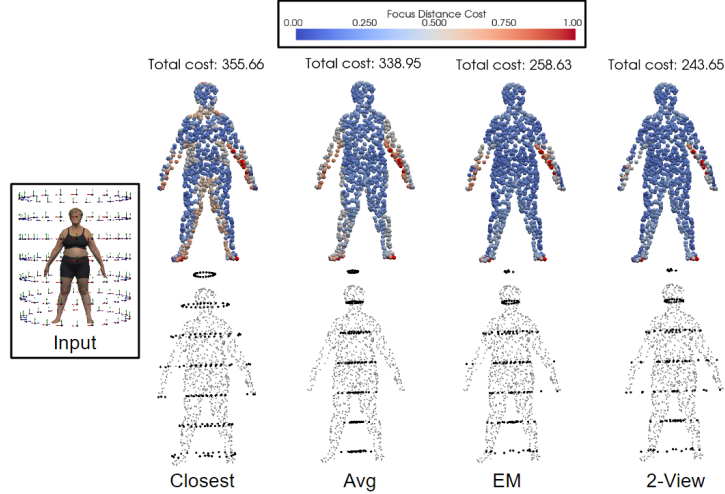 Focus Distance Cost
0.00 0.250 0.500 0.750 1.00
Total cost: 355.66 Total cost: 338.95 Total cost: 258.63 Total cost: 243.65
Input
Closest Avg EM 2-View